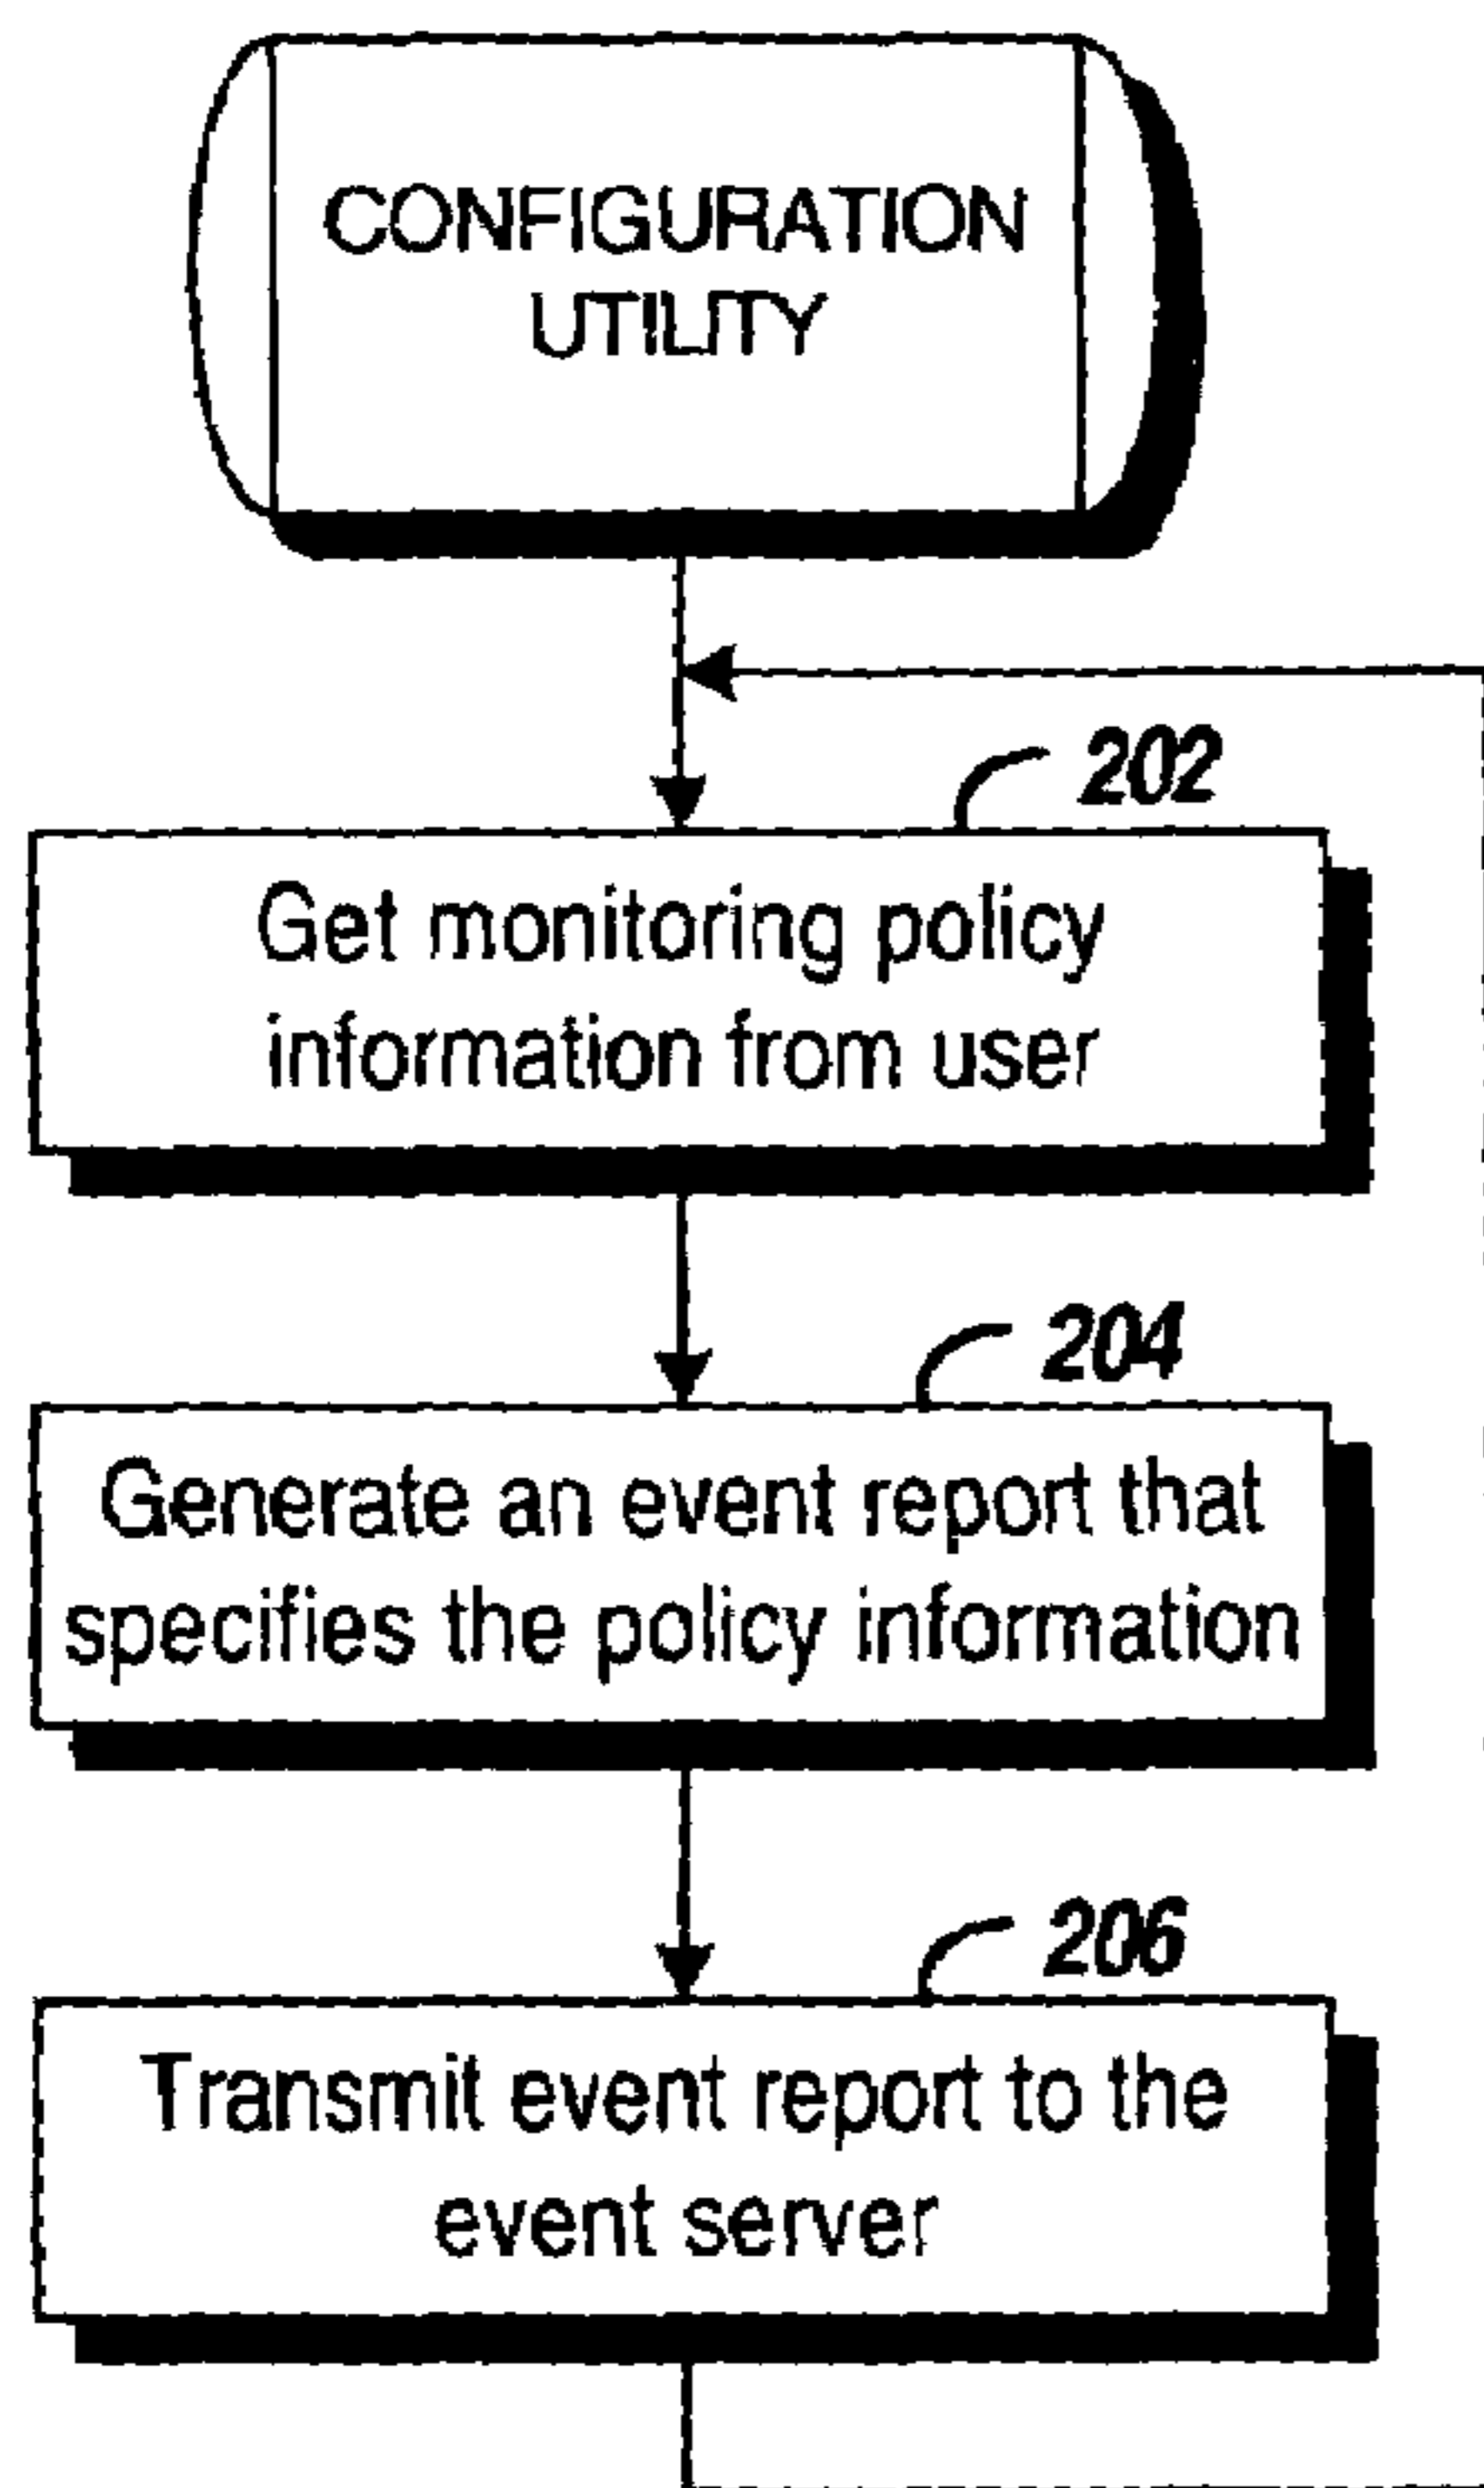 CONFIGURATION
UTILITY
202
Get monitoring policy
information from user
204
Generate an event report that
specifies the policy information
206
Transmit event report to the
event server